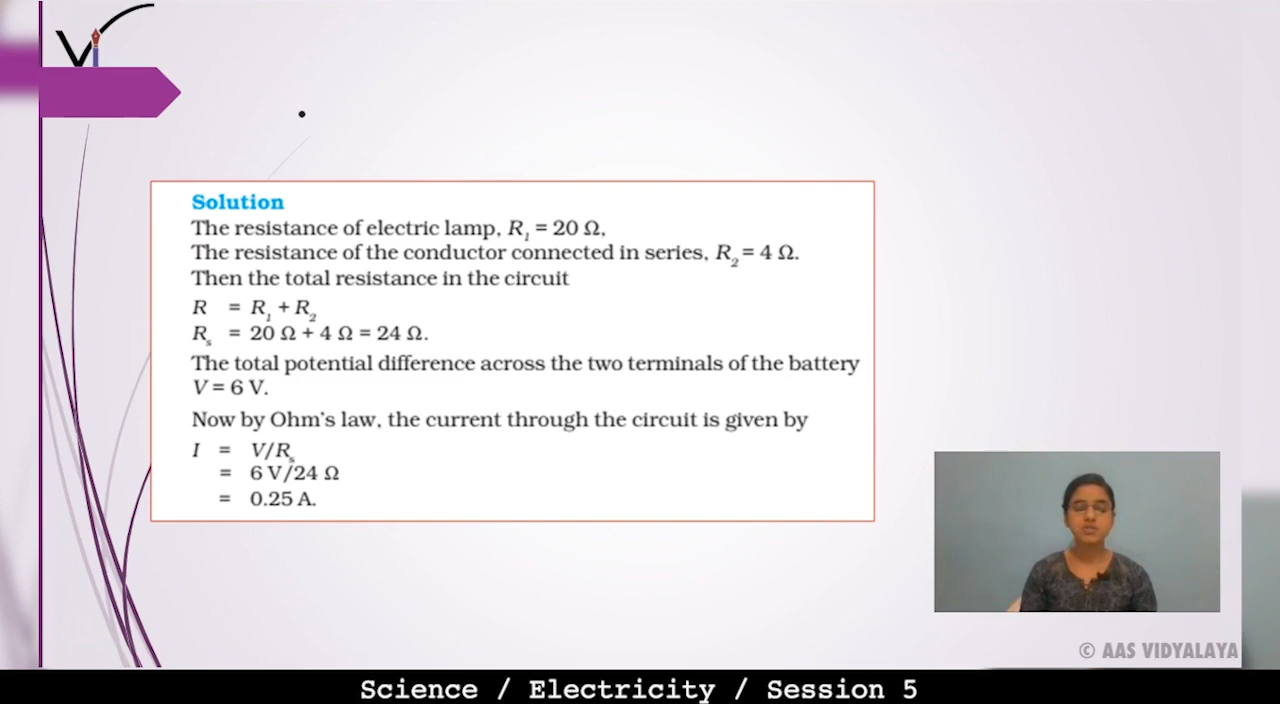 Solution
The resistance of electric lamp, R₁ = 20 Ω,
The resistance of the conductor connected in series, R₂ = 4 Ω.
Then the total resistance in the circuit
R = R₁ + R₂
Rₛ = 20 Ω + 4 Ω = 24 Ω.
The total potential difference across the two terminals of the battery
V = 6 V.
Now by Ohm's law, the current through the circuit is given by
I = V/Rₛ
= 6 V/24 Ω
= 0.25 A.
© AAS VIDYALAYA
Science / Electricity / Session 5